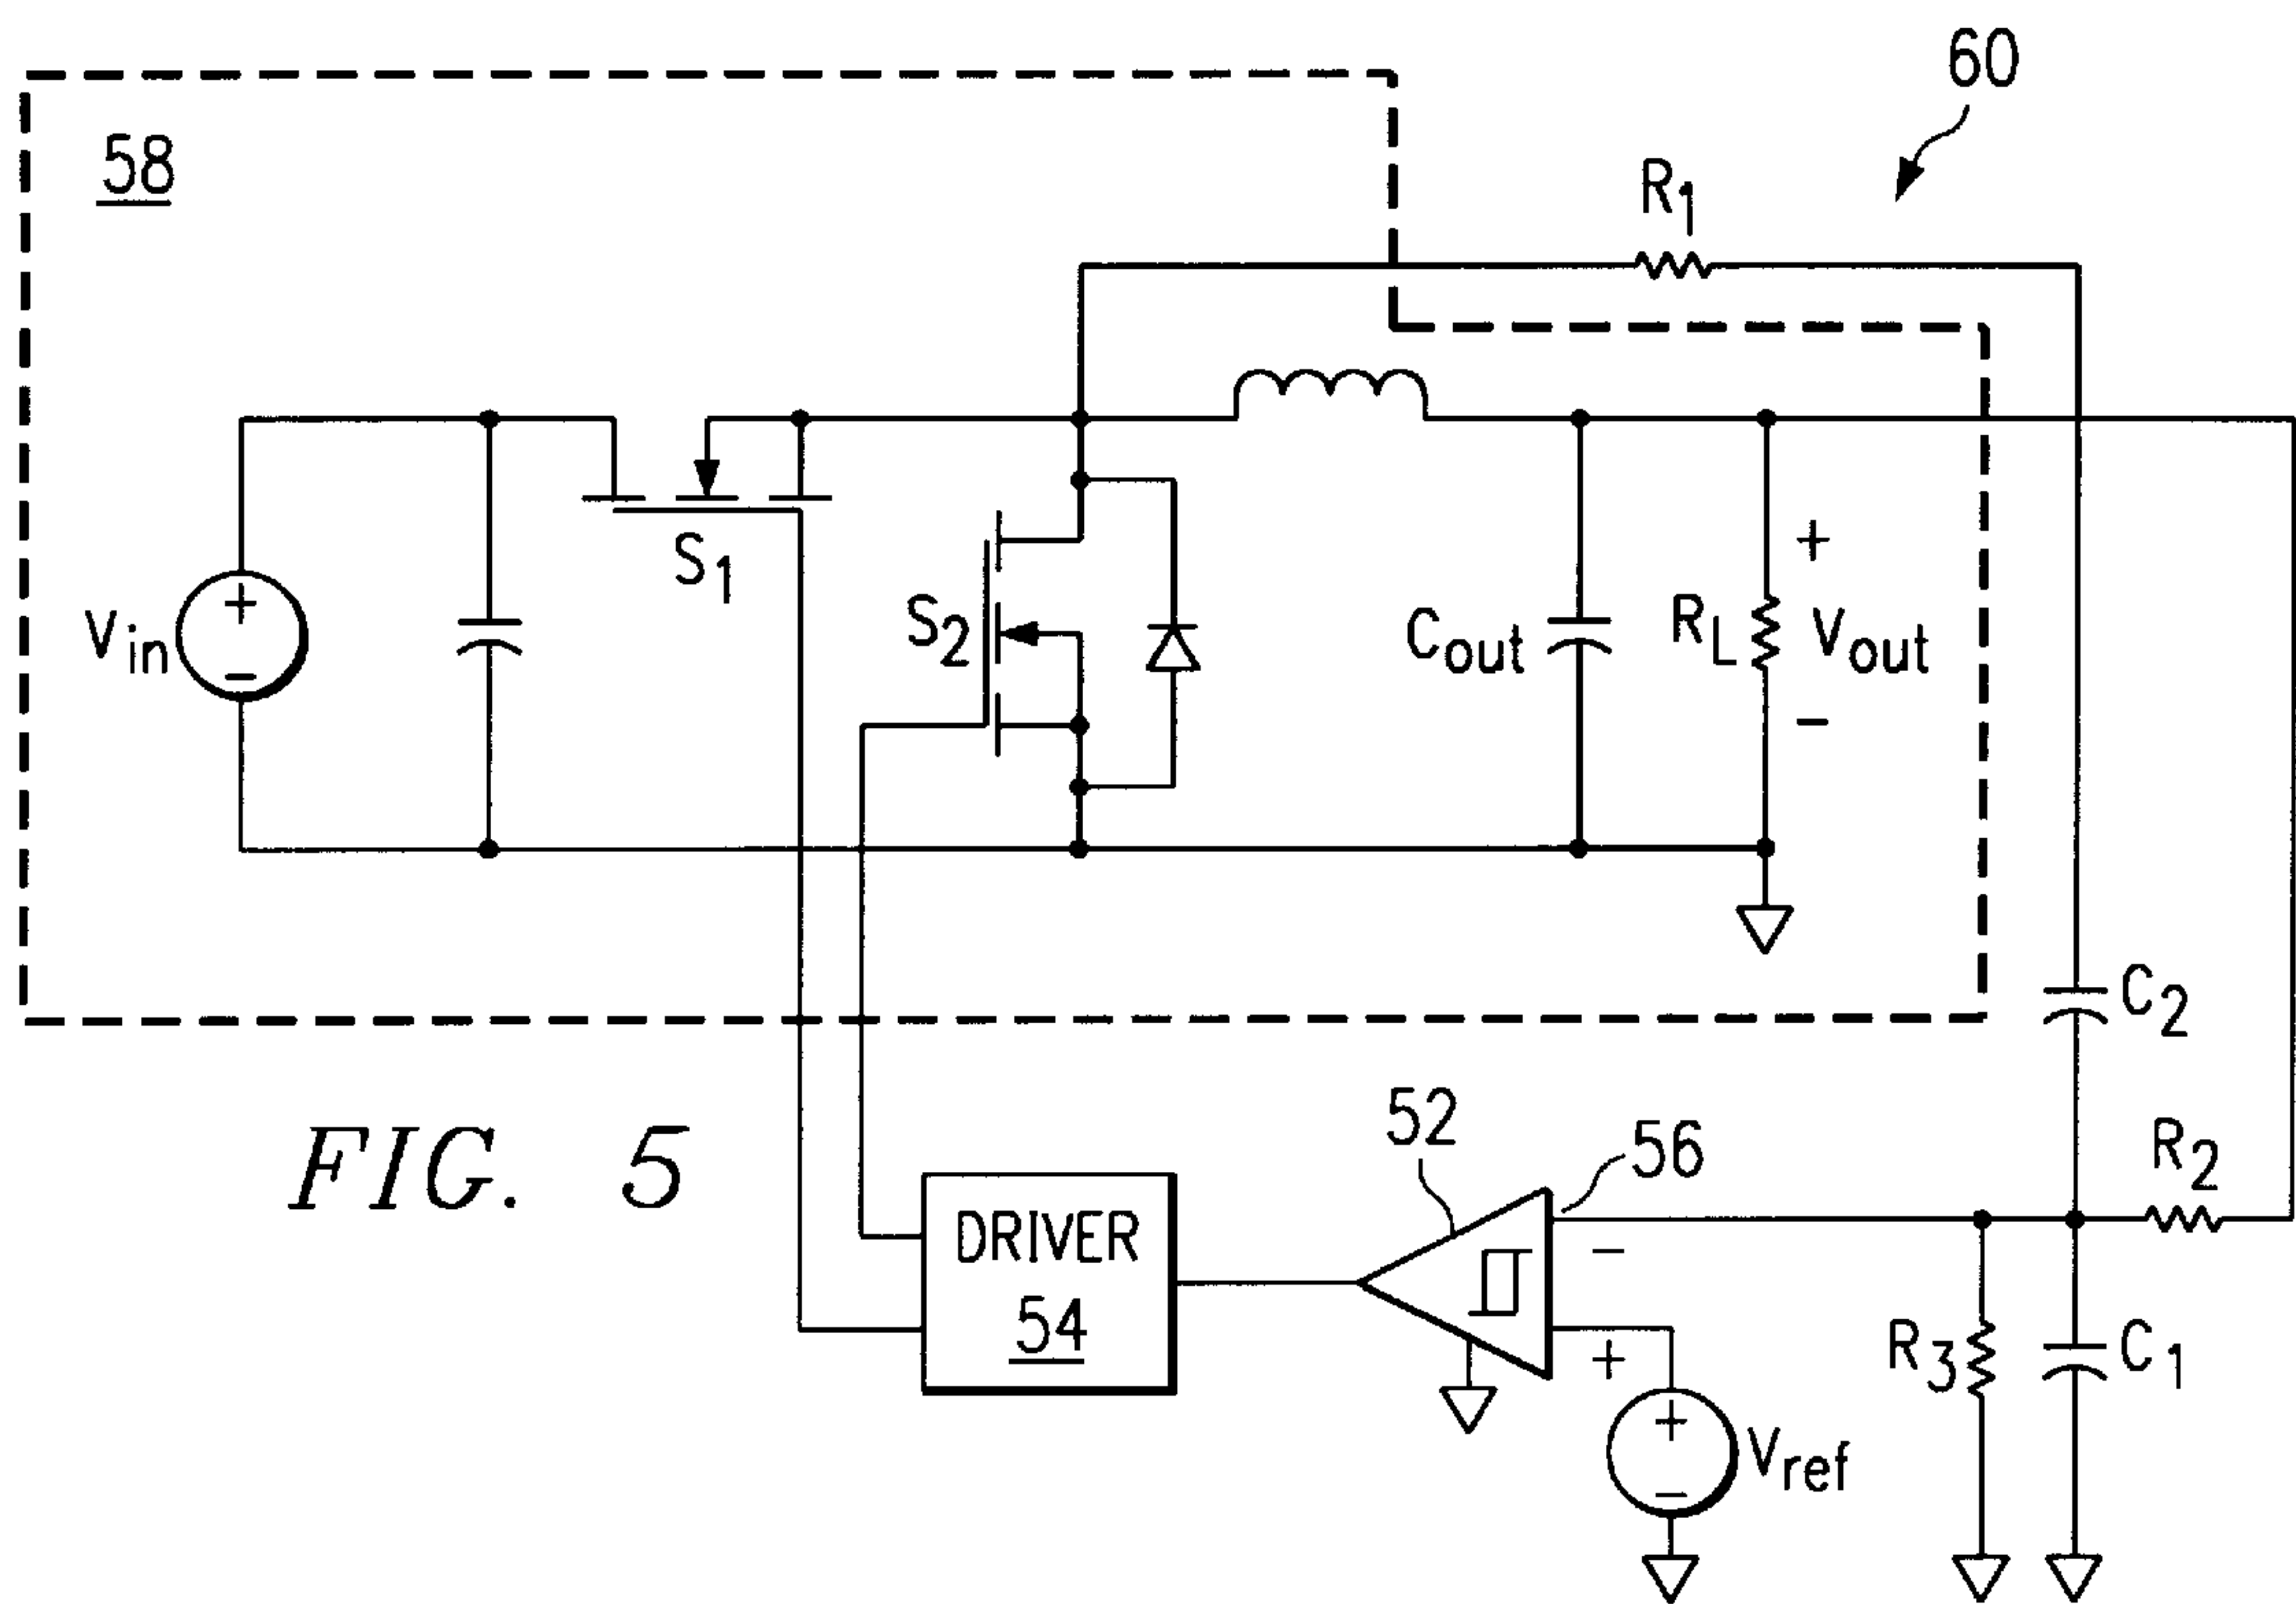 60
58
R1
S1
S2
Vin
+
−
Cout
RL
+
Vout
−
C2
FIG. 5
52
56
R2
DRIVER
54
−
+
R3
C1
+
Vref
−